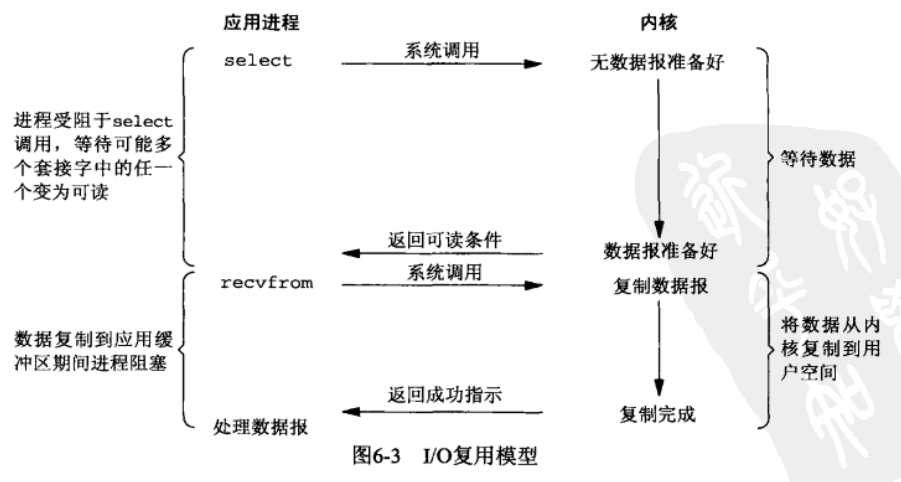 应用进程
内核
select
系统调用
无数据报准备好
进程受阻于select
调用，等待可能多
个套接字中的任一
个变为可读
等待数据
返回可读条件
数据报准备好
recvfrom
系统调用
复制数据报
数据复制到应用缓
冲区期间进程阻塞
将数据从内
核复制到用
户空间
返回成功指示
复制完成
处理数据报
图6-3 I/O复用模型